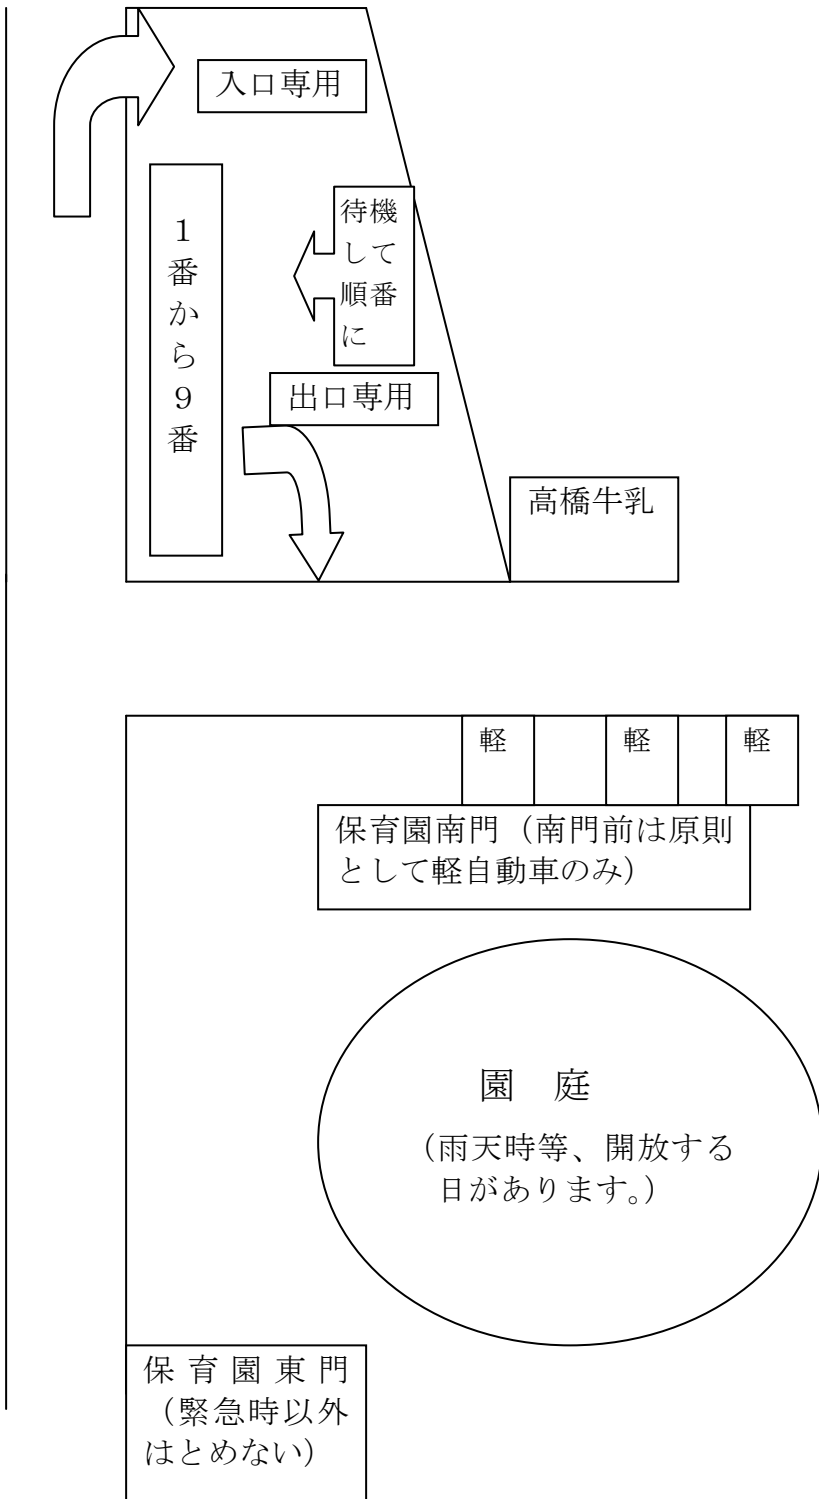 入口専用
1番から9番
待機
して
順番
に
出口専用
高橋牛乳
軽
軽
軽
保育園南門（南門前は原則
として軽自動車のみ）
園　庭
（雨天時等、開放する
日があります。）
保育園東門
（緊急時以外
はとめない）